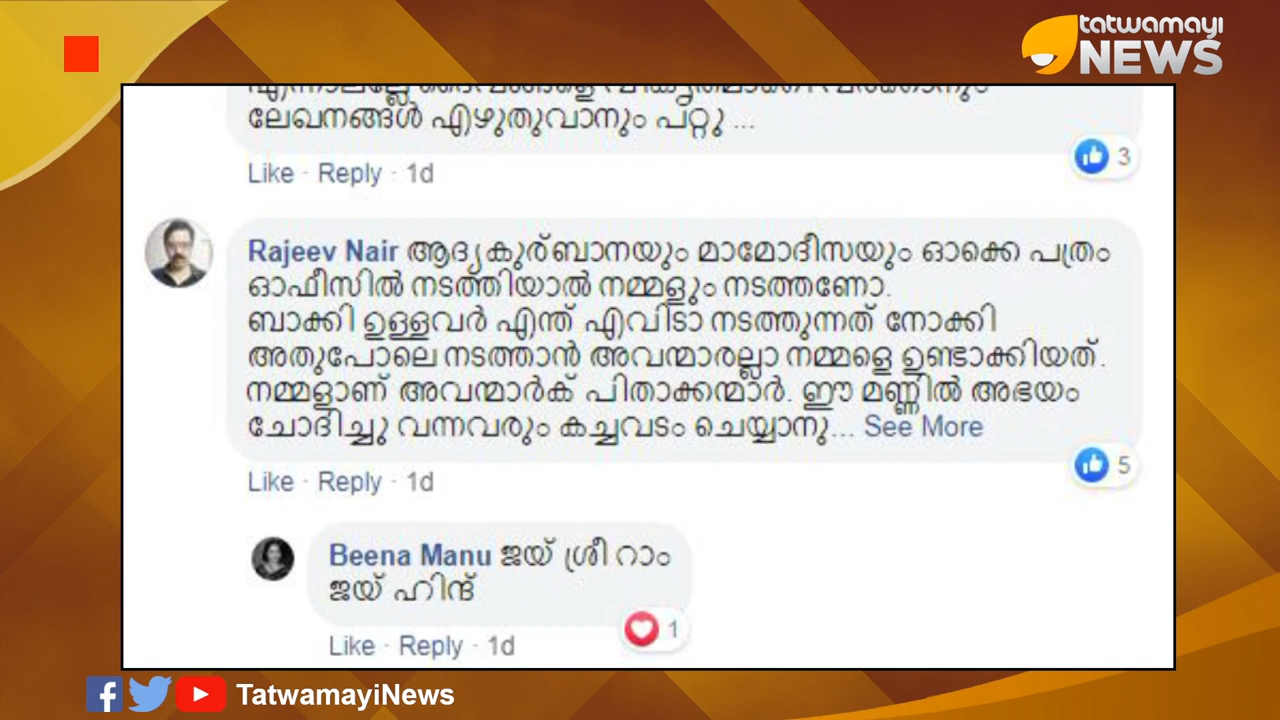 tatwamayi
NEWS
ലേഖനങ്ങൾ എഴുതുവാനും പറ്റു ...
Like · Reply · 1d
3
Rajeev Nair ആദ്യകുര്ബാനയും മാമോദീസയും ഓക്കെ പത്രം
ഓഫീസിൽ നടത്തിയാൽ നമ്മളും നടത്തണോ.
ബാക്കി ഉള്ളവർ എന്ത് എവിടാ നടത്തുന്നത് നോക്കി
അതുപോലെ നടത്താൻ അവന്മാരല്ലാ നമ്മളെ ഉണ്ടാക്കിയത്.
നമ്മളാണ് അവന്മാർക് പിതാക്കന്മാർ. ഈ മണ്ണിൽ അഭയം
ചോദിച്ചു വന്നവരും കച്ചവടം ചെയ്യാനു... See More
Like · Reply · 1d
5
Beena Manu ജയ് ശ്രീ റാം
ജയ് ഹിന്ദ്
Like · Reply · 1d
1
TatwamayiNews